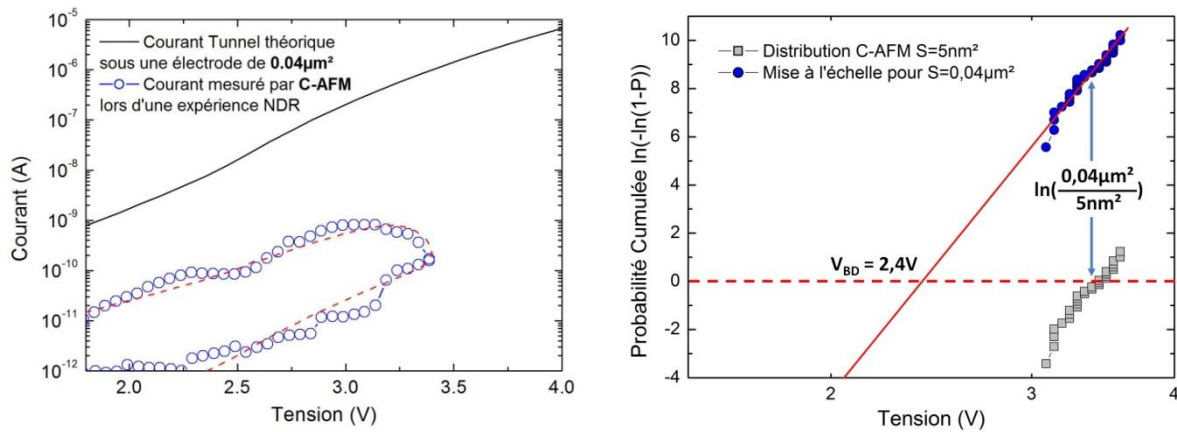 10⁻⁵
10⁻⁶
10⁻⁷
10⁻⁸
10⁻⁹
10⁻¹⁰
10⁻¹¹
10⁻¹²
Courant (A)
Courant Tunnel théorique
sous une électrode de 0.04µm²
Courant mesuré par C-AFM
lors d'une expérience NDR
2.0 2.5 3.0 3.5 4.0
Tension (V)
Probabilité Cumulée ln(-ln(1-P))
10
8
6
4
2
0
-2
-4
Distribution C-AFM S=5nm²
Mise à l'échelle pour S=0,04µm²
ln(0,04µm²/5nm²)
V_BD = 2,4V
2 3 4
Tension (V)